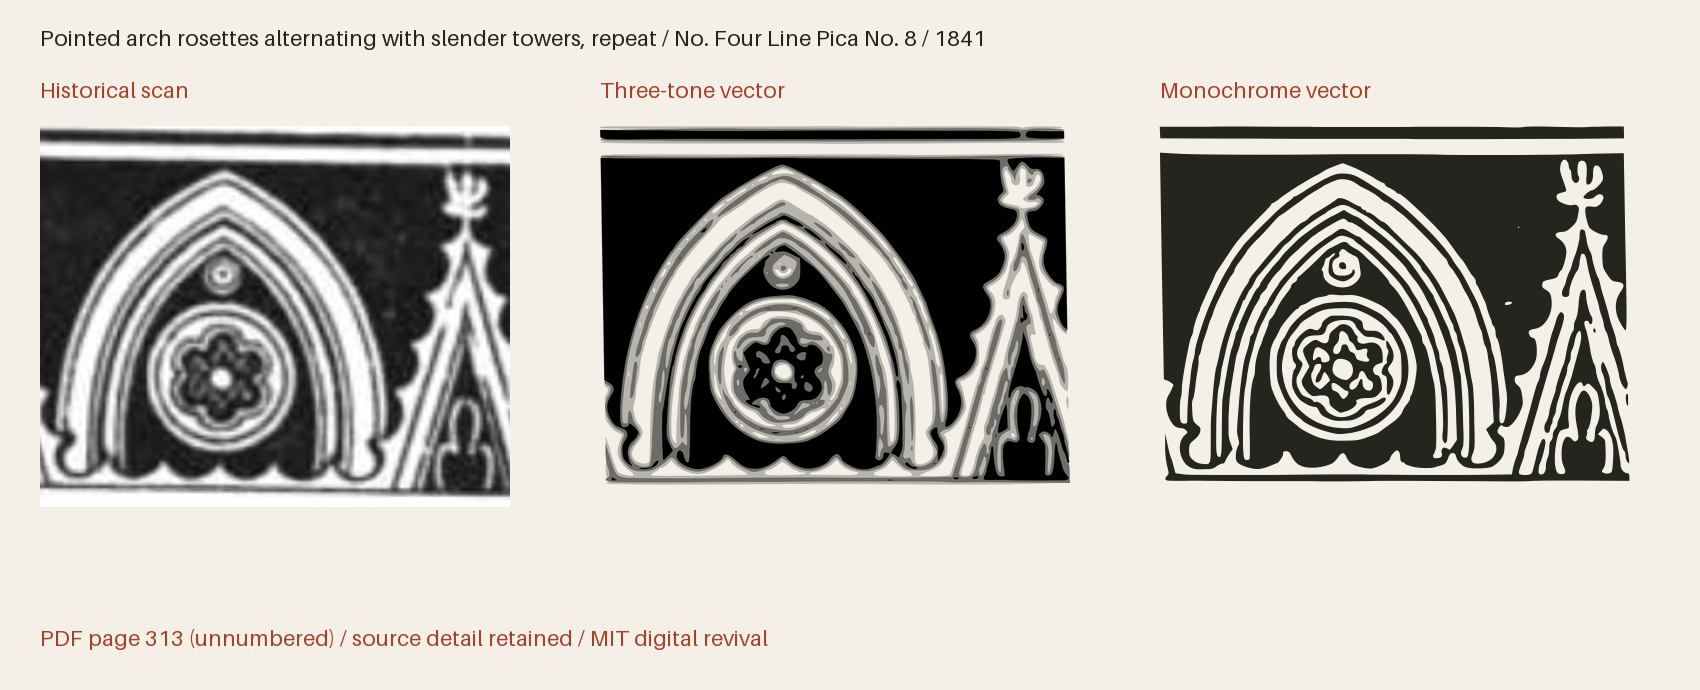 Pointed arch rosettes alternating with slender towers, repeat / No. Four Line Pica No. 8 / 1841
Historical scan
Three-tone vector
Monochrome vector
PDF page 313 (unnumbered) / source detail retained / MIT digital revival